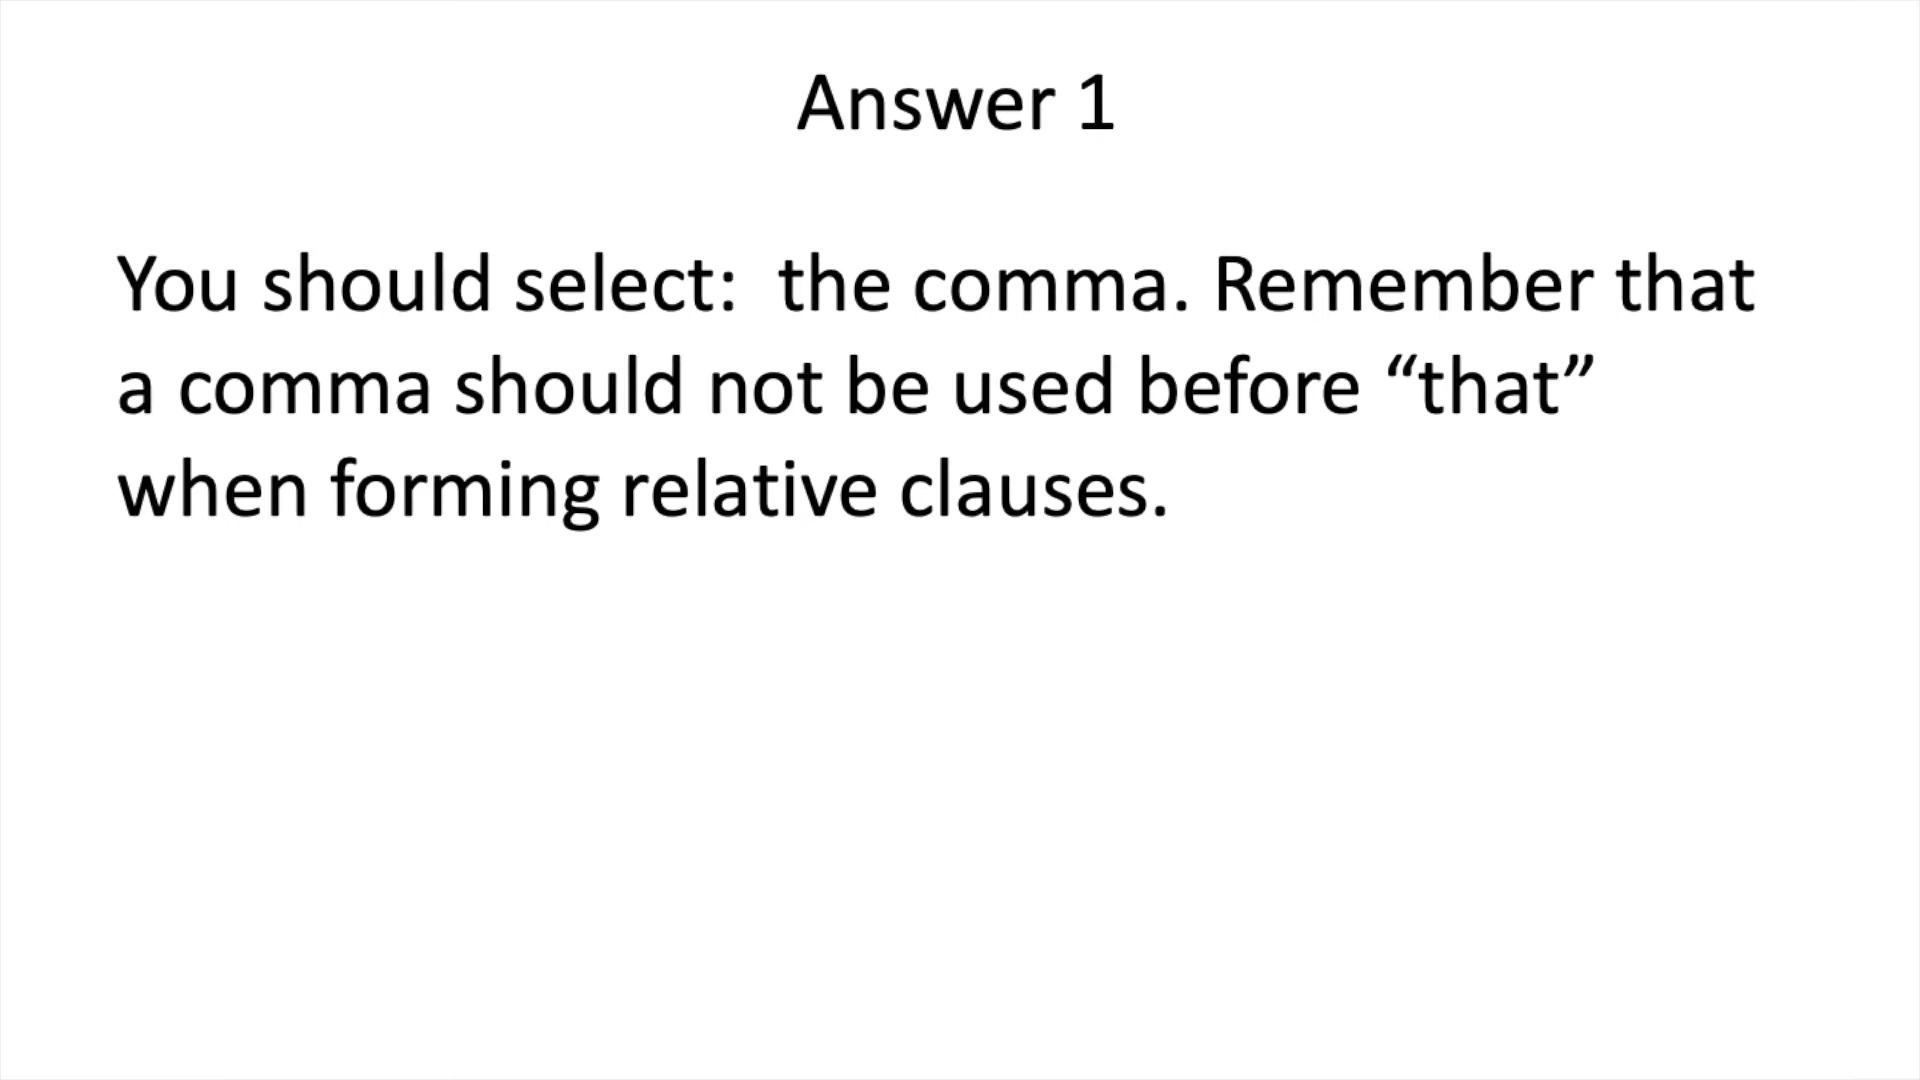 Answer 1
You should select:  the comma. Remember that
a comma should not be used before “that”
when forming relative clauses.